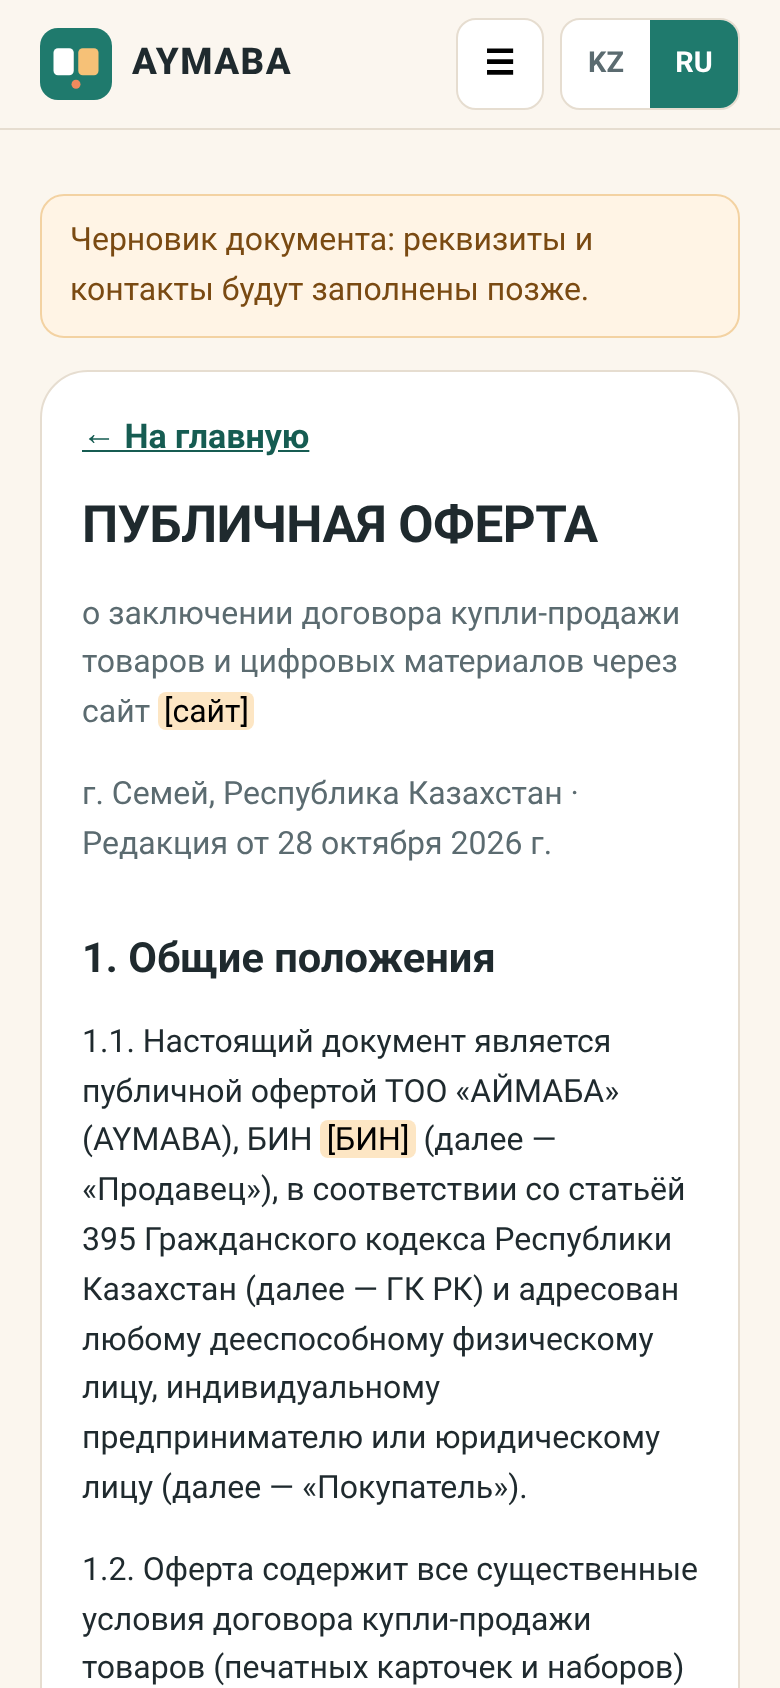 AYMABA
☰
KZ
RU
Черновик документа: реквизиты и
контакты будут заполнены позже.
← На главную
ПУБЛИЧНАЯ ОФЕРТА
о заключении договора купли-продажи
товаров и цифровых материалов через
сайт [сайт]
г. Семей, Республика Казахстан ·
Редакция от 28 октября 2026 г.
1. Общие положения
1.1. Настоящий документ является
публичной офертой ТОО «АЙМАБА»
(AYMABA), БИН [БИН] (далее —
«Продавец»), в соответствии со статьёй
395 Гражданского кодекса Республики
Казахстан (далее — ГК РК) и адресован
любому дееспособному физическому
лицу, индивидуальному
предпринимателю или юридическому
лицу (далее — «Покупатель»).
1.2. Оферта содержит все существенные
условия договора купли-продажи
товаров (печатных карточек и наборов)